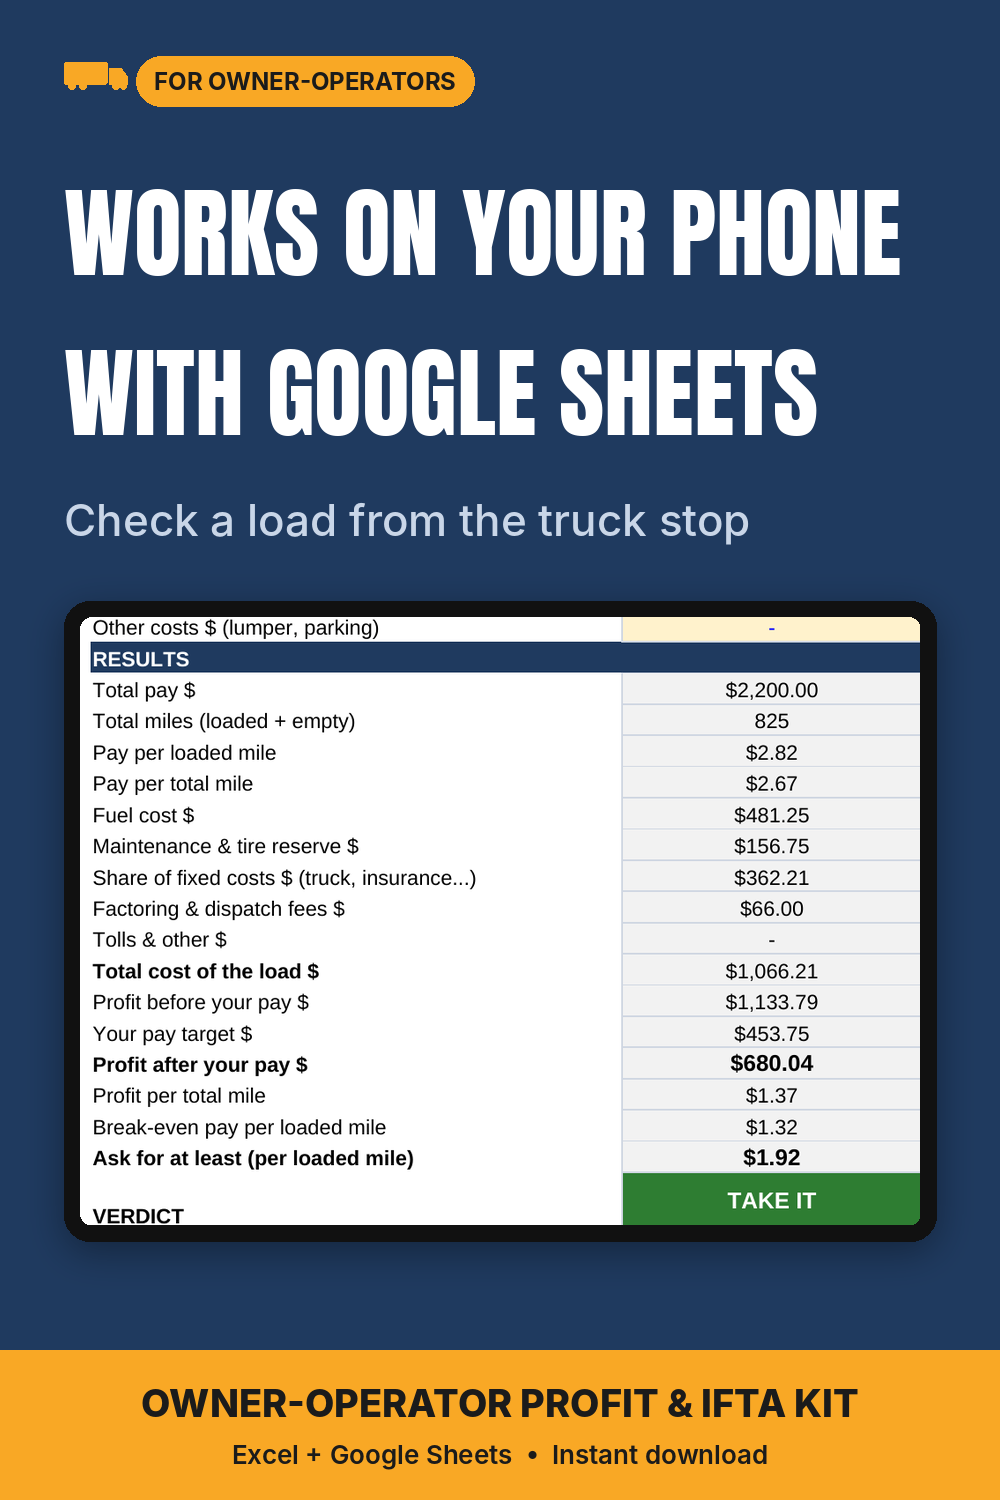 FOR OWNER-OPERATORS
WORKS ON YOUR PHONE
WITH GOOGLE SHEETS
Check a load from the truck stop
Other costs $ (lumper, parking) -
RESULTS
Total pay $ $2,200.00
Total miles (loaded + empty) 825
Pay per loaded mile $2.82
Pay per total mile $2.67
Fuel cost $ $481.25
Maintenance & tire reserve $ $156.75
Share of fixed costs $ (truck, insurance...) $362.21
Factoring & dispatch fees $ $66.00
Tolls & other $ -
Total cost of the load $ $1,066.21
Profit before your pay $ $1,133.79
Your pay target $ $453.75
Profit after your pay $ $680.04
Profit per total mile $1.37
Break-even pay per loaded mile $1.32
Ask for at least (per loaded mile) $1.92
VERDICT TAKE IT
OWNER-OPERATOR PROFIT & IFTA KIT
Excel + Google Sheets • Instant download